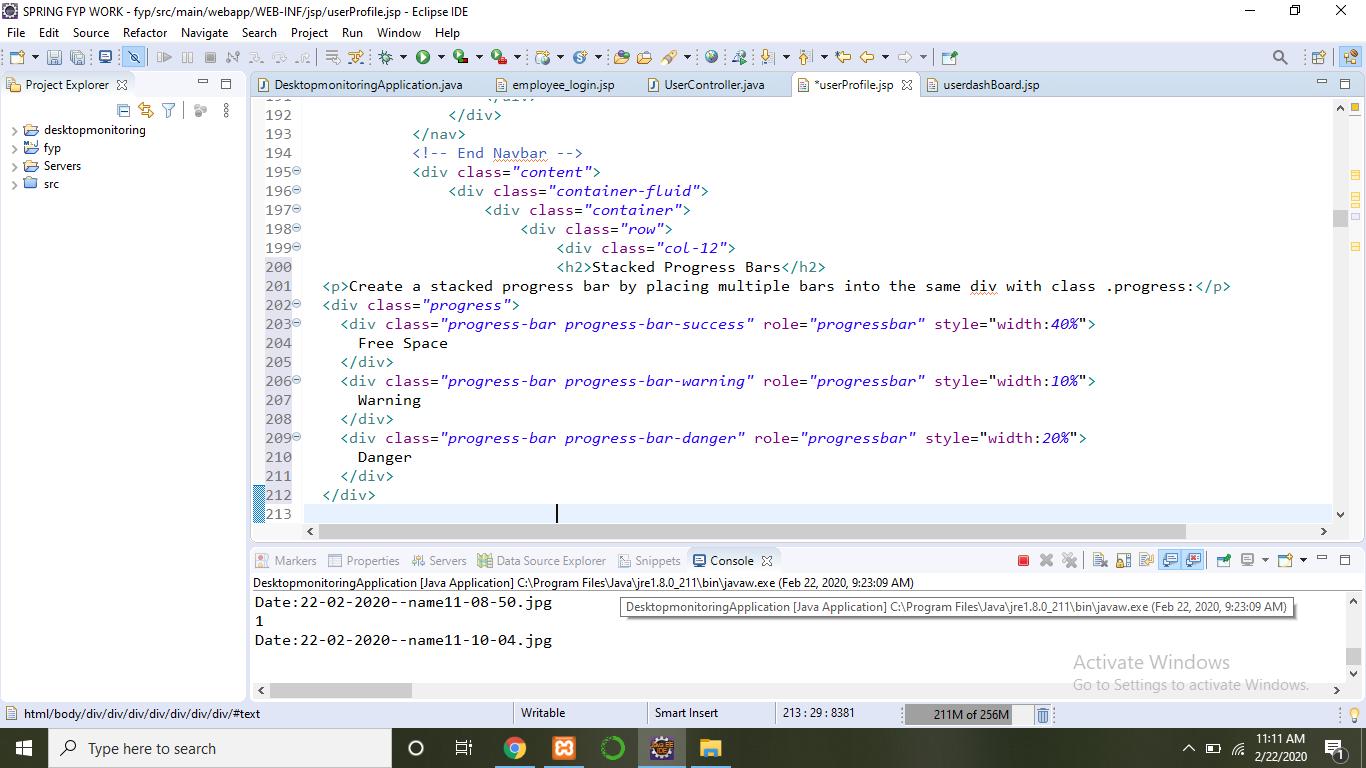 SPRING FYP WORK - fyp/src/main/webapp/WEB-INF/jsp/userProfile.jsp - Eclipse IDE
File Edit Source Refactor Navigate Search Project Run Window Help
Project Explorer
desktopmonitoring
fyp
Servers
src
DesktopmonitoringApplication.java employee_login.jsp UserController.java *userProfile.jsp userdashBoard.jsp
191 </div>
192 </div>
193 </nav>
194 <!-- End Navbar -->
195 <div class="content">
196 <div class="container-fluid">
197 <div class="container">
198 <div class="row">
199 <div class="col-12">
200 <h2>Stacked Progress Bars</h2>
201 <p>Create a stacked progress bar by placing multiple bars into the same div with class .progress:</p>
202 <div class="progress">
203 <div class="progress-bar progress-bar-success" role="progressbar" style="width:40%">
204 Free Space
205 </div>
206 <div class="progress-bar progress-bar-warning" role="progressbar" style="width:10%">
207 Warning
208 </div>
209 <div class="progress-bar progress-bar-danger" role="progressbar" style="width:20%">
210 Danger
211 </div>
212 </div>
213
Markers Properties Servers Data Source Explorer Snippets Console
DesktopmonitoringApplication [Java Application] C:\Program Files\Java\jre1.8.0_211\bin\javaw.exe (Feb 22, 2020, 9:23:09 AM)
Date:22-02-2020--name11-08-50.jpg
DesktopmonitoringApplication [Java Application] C:\Program Files\Java\jre1.8.0_211\bin\javaw.exe (Feb 22, 2020, 9:23:09 AM)
1
Date:22-02-2020--name11-10-04.jpg
Activate Windows
Go to Settings to activate Windows.
html/body/div/div/div/div/div/div/div/#text Writable Smart Insert 213 : 29 : 8381 211M of 256M
Type here to search
11:11 AM
2/22/2020
1